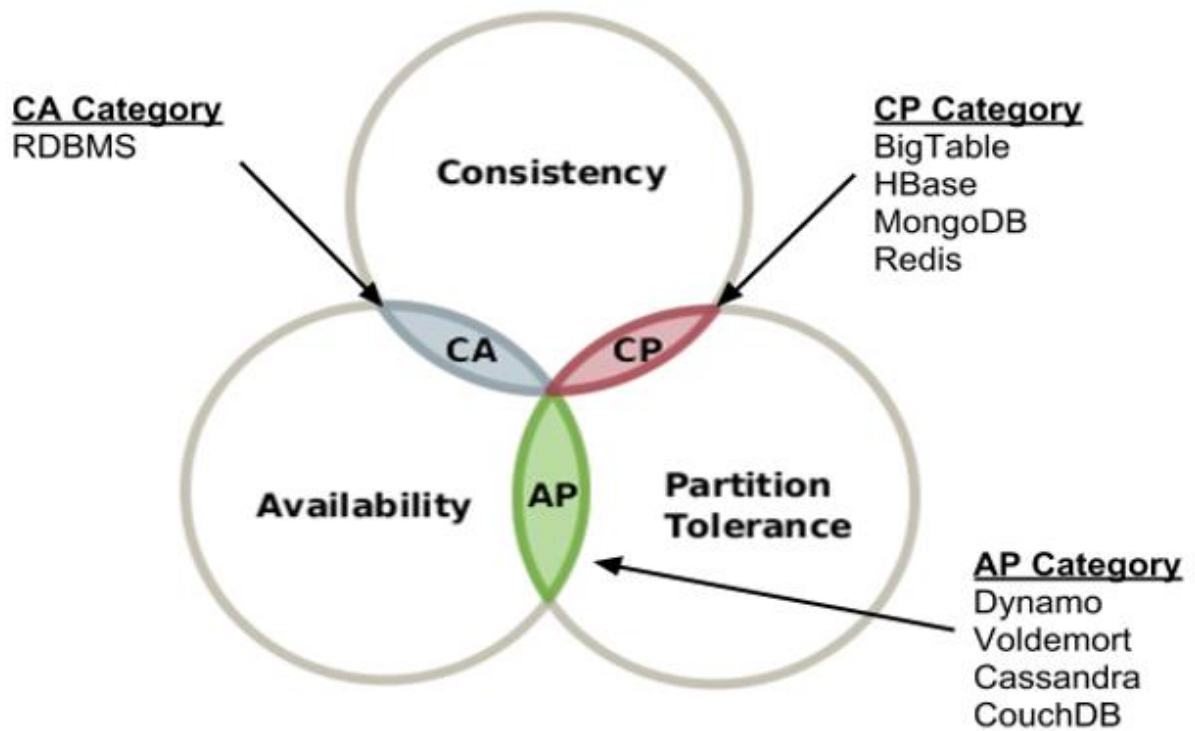 CA Category
RDBMS
CP Category
BigTable
HBase
MongoDB
Redis
Consistency
CA
CP
Availability
AP
Partition
Tolerance
AP Category
Dynamo
Voldemort
Cassandra
CouchDB